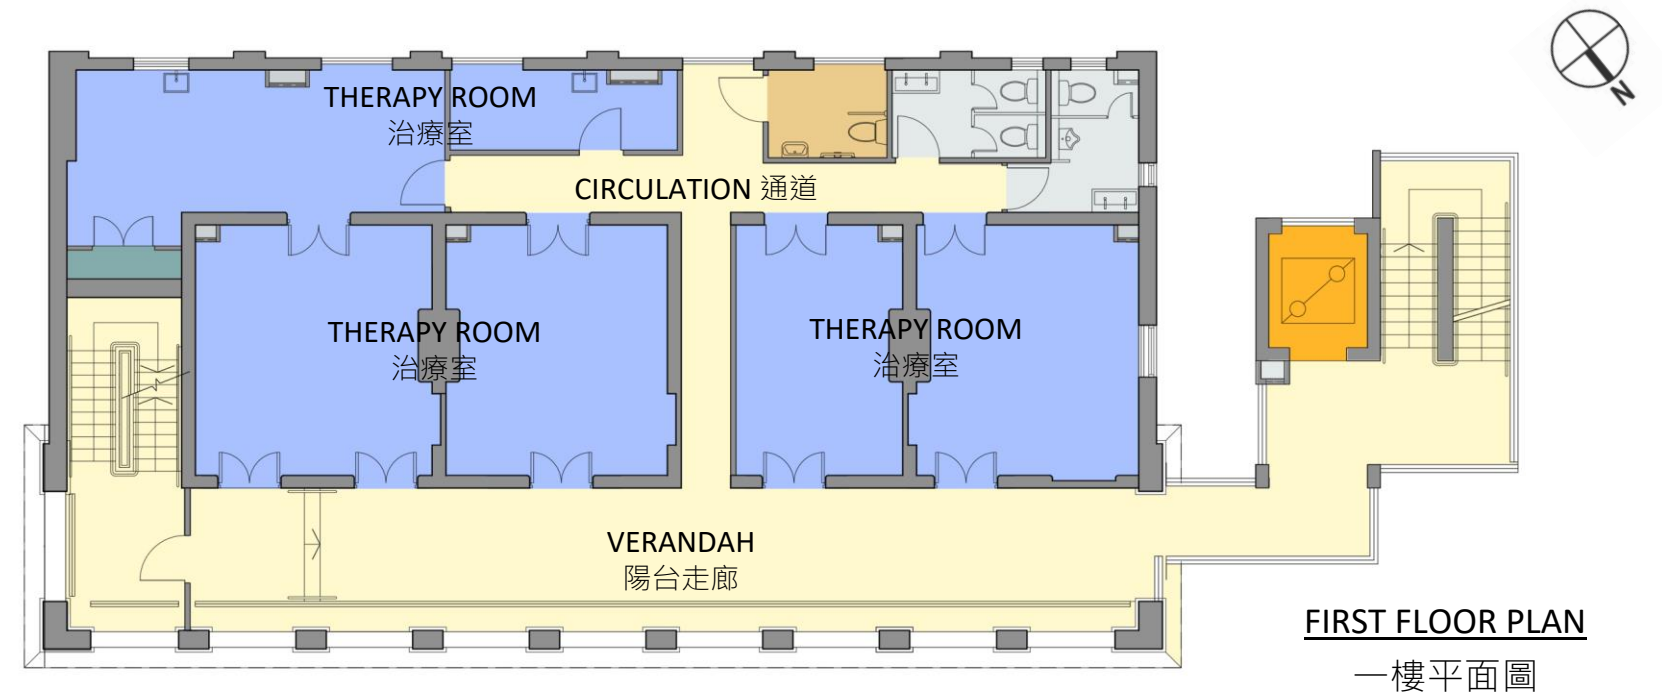 N
THERAPY ROOM
治療室
CIRCULATION 通道
THERAPY ROOM
治療室
THERAPY ROOM
治療室
VERANDAH
陽台走廊
FIRST FLOOR PLAN
一樓平面圖